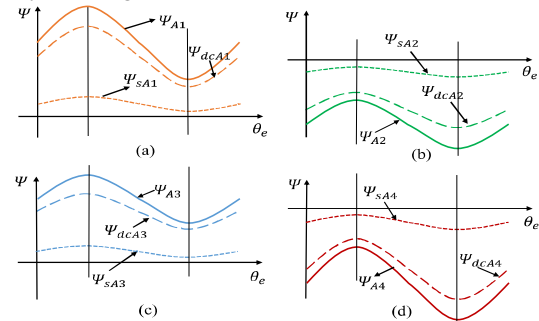 Ψ
Ψ_A1
Ψ_dcA1
Ψ_sA1
θ_e
(a)
Ψ
Ψ_sA2
θ_e
Ψ_dcA2
Ψ_A2
(b)
Ψ
Ψ_A3
Ψ_dcA3
Ψ_sA3
θ_e
(c)
Ψ
Ψ_sA4
θ_e
Ψ_dcA4
Ψ_A4
(d)